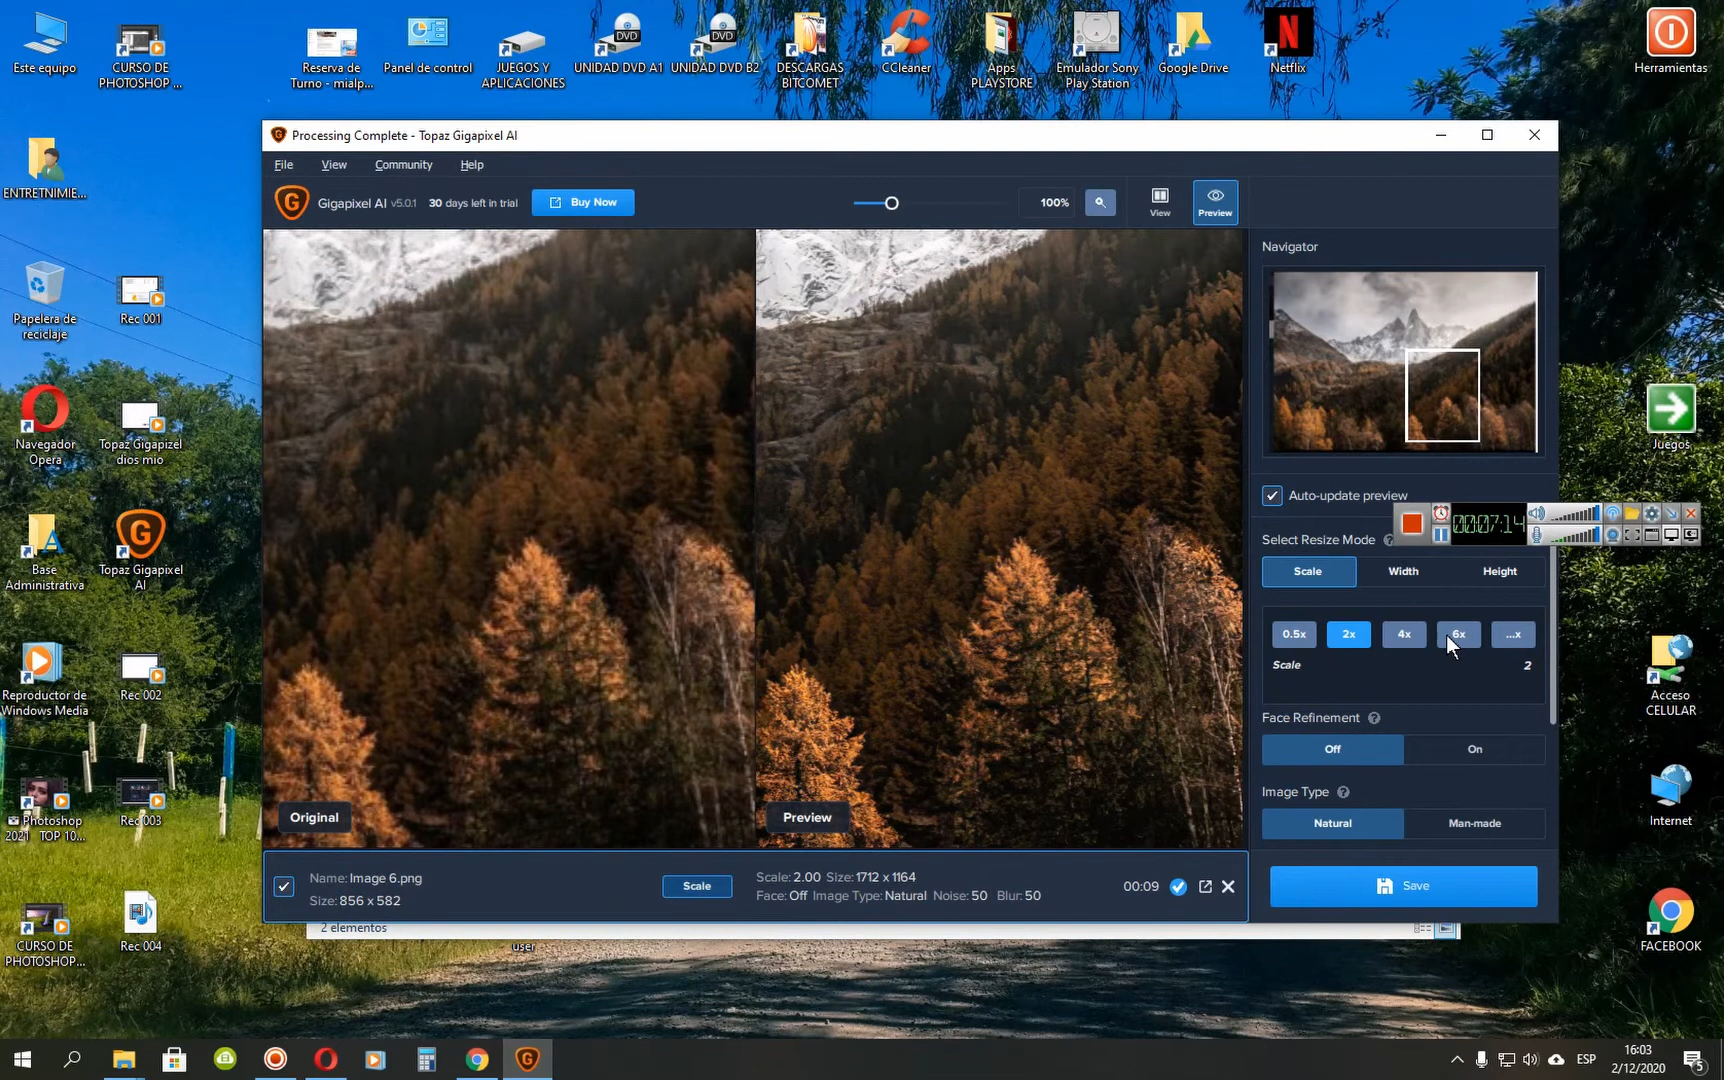 Este equipo
CURSO DE
PHOTOSHOP ...
Reserva de
Turno - mialp...
Panel de control
JUEGOS Y
APLICACIONES
DVD
UNIDAD DVD A1
DVD
UNIDAD DVD B2
DESCARGAS
BITCOMET
CCleaner
Apps
PLAYSTORE
Emulador Sony
Play Station
Google Drive
N
Netflix
Herramientas
ENTRETNIMIE...
Papelera de
reciclaje
Rec 001
Navegador
Opera
Topaz Gigapizel
dios mio
Base
Administrativa
Topaz Gigapixel
AI
Reproductor de
Windows Media
Rec 002
Photoshop
2021 TOP 10...
Rec 003
CURSO DE
PHOTOSHOP...
Rec 004
Juegos
Acceso
CELULAR
Internet
FACEBOOK
Processing Complete - Topaz Gigapixel AI
File View Community Help
Gigapixel AI v5.0.1 30 days left in trial Buy Now 100% View Preview
Navigator
Auto-update preview
00:07:14
Select Resize Mode
Scale Width Height
0.5x 2x 4x 6x ...x
Scale 2
Face Refinement
Off On
Image Type
Natural Man-made
Original
Preview
Name: Image 6.png
Size: 856 x 582
Scale
Scale: 2.00 Size: 1712 x 1164
Face: Off Image Type: Natural Noise: 50 Blur: 50
00:09
Save
2 elementos
user
ESP
16:03
2/12/2020
5